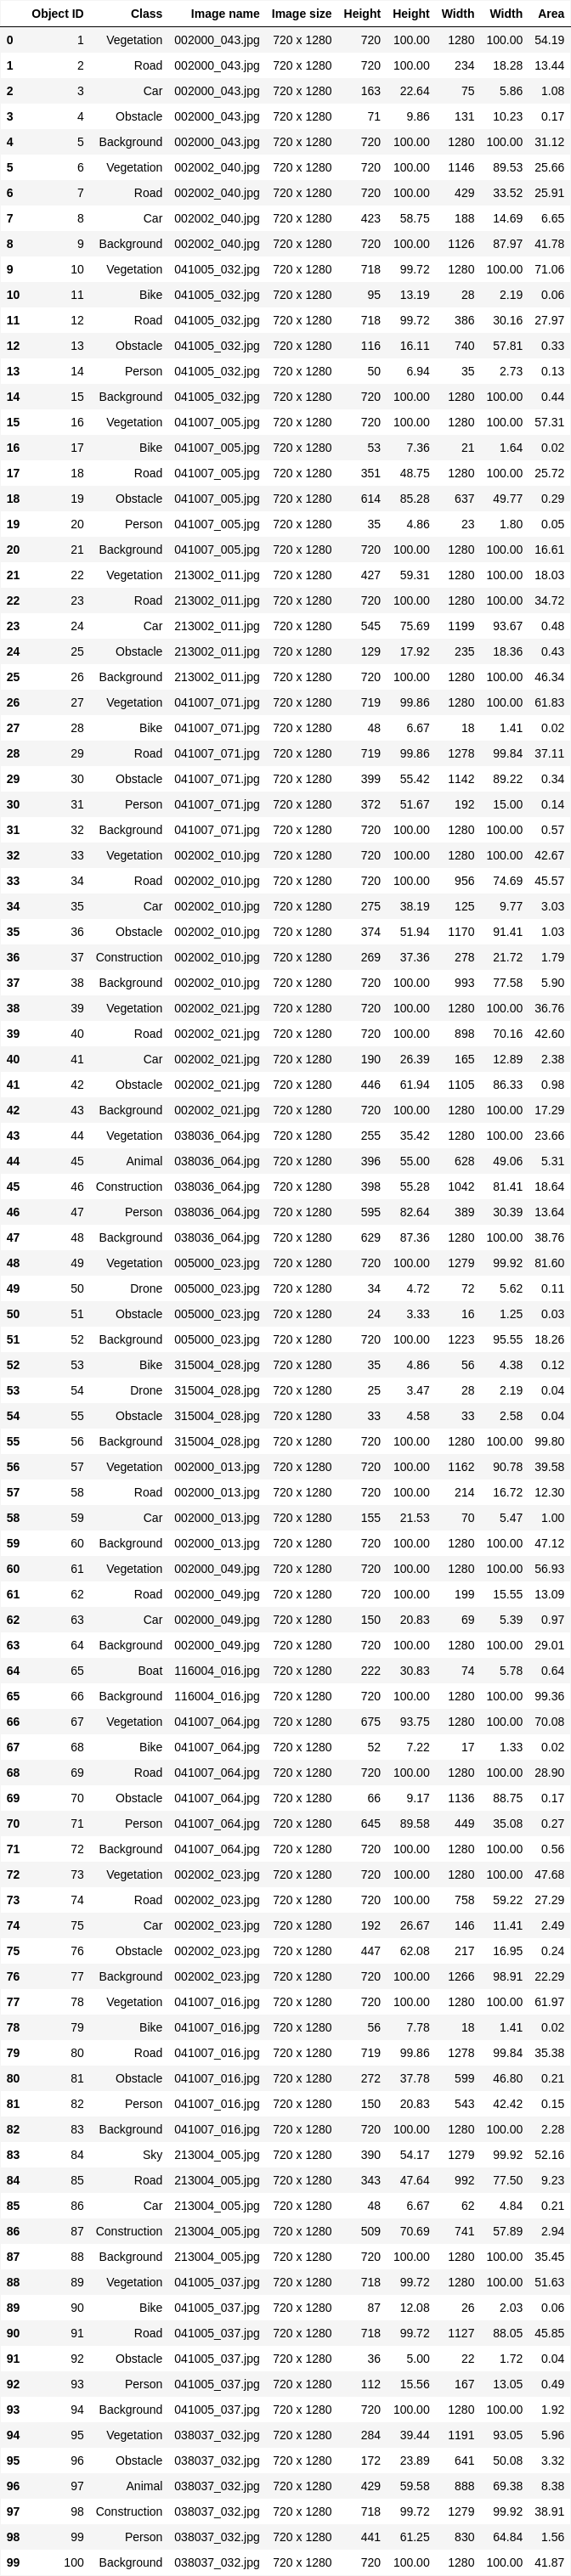 Object ID Class Image name Image size Height Height Width Width Area
0 1 Vegetation 002000_043.jpg 720 x 1280 720 100.00 1280 100.00 54.19
1 2 Road 002000_043.jpg 720 x 1280 720 100.00 234 18.28 13.44
2 3 Car 002000_043.jpg 720 x 1280 163 22.64 75 5.86 1.08
3 4 Obstacle 002000_043.jpg 720 x 1280 71 9.86 131 10.23 0.17
4 5 Background 002000_043.jpg 720 x 1280 720 100.00 1280 100.00 31.12
5 6 Vegetation 002002_040.jpg 720 x 1280 720 100.00 1146 89.53 25.66
6 7 Road 002002_040.jpg 720 x 1280 720 100.00 429 33.52 25.91
7 8 Car 002002_040.jpg 720 x 1280 423 58.75 188 14.69 6.65
8 9 Background 002002_040.jpg 720 x 1280 720 100.00 1126 87.97 41.78
9 10 Vegetation 041005_032.jpg 720 x 1280 718 99.72 1280 100.00 71.06
10 11 Bike 041005_032.jpg 720 x 1280 95 13.19 28 2.19 0.06
11 12 Road 041005_032.jpg 720 x 1280 718 99.72 386 30.16 27.97
12 13 Obstacle 041005_032.jpg 720 x 1280 116 16.11 740 57.81 0.33
13 14 Person 041005_032.jpg 720 x 1280 50 6.94 35 2.73 0.13
14 15 Background 041005_032.jpg 720 x 1280 720 100.00 1280 100.00 0.44
15 16 Vegetation 041007_005.jpg 720 x 1280 720 100.00 1280 100.00 57.31
16 17 Bike 041007_005.jpg 720 x 1280 53 7.36 21 1.64 0.02
17 18 Road 041007_005.jpg 720 x 1280 351 48.75 1280 100.00 25.72
18 19 Obstacle 041007_005.jpg 720 x 1280 614 85.28 637 49.77 0.29
19 20 Person 041007_005.jpg 720 x 1280 35 4.86 23 1.80 0.05
20 21 Background 041007_005.jpg 720 x 1280 720 100.00 1280 100.00 16.61
21 22 Vegetation 213002_011.jpg 720 x 1280 427 59.31 1280 100.00 18.03
22 23 Road 213002_011.jpg 720 x 1280 720 100.00 1280 100.00 34.72
23 24 Car 213002_011.jpg 720 x 1280 545 75.69 1199 93.67 0.48
24 25 Obstacle 213002_011.jpg 720 x 1280 129 17.92 235 18.36 0.43
25 26 Background 213002_011.jpg 720 x 1280 720 100.00 1280 100.00 46.34
26 27 Vegetation 041007_071.jpg 720 x 1280 719 99.86 1280 100.00 61.83
27 28 Bike 041007_071.jpg 720 x 1280 48 6.67 18 1.41 0.02
28 29 Road 041007_071.jpg 720 x 1280 719 99.86 1278 99.84 37.11
29 30 Obstacle 041007_071.jpg 720 x 1280 399 55.42 1142 89.22 0.34
30 31 Person 041007_071.jpg 720 x 1280 372 51.67 192 15.00 0.14
31 32 Background 041007_071.jpg 720 x 1280 720 100.00 1280 100.00 0.57
32 33 Vegetation 002002_010.jpg 720 x 1280 720 100.00 1280 100.00 42.67
33 34 Road 002002_010.jpg 720 x 1280 720 100.00 956 74.69 45.57
34 35 Car 002002_010.jpg 720 x 1280 275 38.19 125 9.77 3.03
35 36 Obstacle 002002_010.jpg 720 x 1280 374 51.94 1170 91.41 1.03
36 37 Construction 002002_010.jpg 720 x 1280 269 37.36 278 21.72 1.79
37 38 Background 002002_010.jpg 720 x 1280 720 100.00 993 77.58 5.90
38 39 Vegetation 002002_021.jpg 720 x 1280 720 100.00 1280 100.00 36.76
39 40 Road 002002_021.jpg 720 x 1280 720 100.00 898 70.16 42.60
40 41 Car 002002_021.jpg 720 x 1280 190 26.39 165 12.89 2.38
41 42 Obstacle 002002_021.jpg 720 x 1280 446 61.94 1105 86.33 0.98
42 43 Background 002002_021.jpg 720 x 1280 720 100.00 1280 100.00 17.29
43 44 Vegetation 038036_064.jpg 720 x 1280 255 35.42 1280 100.00 23.66
44 45 Animal 038036_064.jpg 720 x 1280 396 55.00 628 49.06 5.31
45 46 Construction 038036_064.jpg 720 x 1280 398 55.28 1042 81.41 18.64
46 47 Person 038036_064.jpg 720 x 1280 595 82.64 389 30.39 13.64
47 48 Background 038036_064.jpg 720 x 1280 629 87.36 1280 100.00 38.76
48 49 Vegetation 005000_023.jpg 720 x 1280 720 100.00 1279 99.92 81.60
49 50 Drone 005000_023.jpg 720 x 1280 34 4.72 72 5.62 0.11
50 51 Obstacle 005000_023.jpg 720 x 1280 24 3.33 16 1.25 0.03
51 52 Background 005000_023.jpg 720 x 1280 720 100.00 1223 95.55 18.26
52 53 Bike 315004_028.jpg 720 x 1280 35 4.86 56 4.38 0.12
53 54 Drone 315004_028.jpg 720 x 1280 25 3.47 28 2.19 0.04
54 55 Obstacle 315004_028.jpg 720 x 1280 33 4.58 33 2.58 0.04
55 56 Background 315004_028.jpg 720 x 1280 720 100.00 1280 100.00 99.80
56 57 Vegetation 002000_013.jpg 720 x 1280 720 100.00 1162 90.78 39.58
57 58 Road 002000_013.jpg 720 x 1280 720 100.00 214 16.72 12.30
58 59 Car 002000_013.jpg 720 x 1280 155 21.53 70 5.47 1.00
59 60 Background 002000_013.jpg 720 x 1280 720 100.00 1280 100.00 47.12
60 61 Vegetation 002000_049.jpg 720 x 1280 720 100.00 1280 100.00 56.93
61 62 Road 002000_049.jpg 720 x 1280 720 100.00 199 15.55 13.09
62 63 Car 002000_049.jpg 720 x 1280 150 20.83 69 5.39 0.97
63 64 Background 002000_049.jpg 720 x 1280 720 100.00 1280 100.00 29.01
64 65 Boat 116004_016.jpg 720 x 1280 222 30.83 74 5.78 0.64
65 66 Background 116004_016.jpg 720 x 1280 720 100.00 1280 100.00 99.36
66 67 Vegetation 041007_064.jpg 720 x 1280 675 93.75 1280 100.00 70.08
67 68 Bike 041007_064.jpg 720 x 1280 52 7.22 17 1.33 0.02
68 69 Road 041007_064.jpg 720 x 1280 720 100.00 1280 100.00 28.90
69 70 Obstacle 041007_064.jpg 720 x 1280 66 9.17 1136 88.75 0.17
70 71 Person 041007_064.jpg 720 x 1280 645 89.58 449 35.08 0.27
71 72 Background 041007_064.jpg 720 x 1280 720 100.00 1280 100.00 0.56
72 73 Vegetation 002002_023.jpg 720 x 1280 720 100.00 1280 100.00 47.68
73 74 Road 002002_023.jpg 720 x 1280 720 100.00 758 59.22 27.29
74 75 Car 002002_023.jpg 720 x 1280 192 26.67 146 11.41 2.49
75 76 Obstacle 002002_023.jpg 720 x 1280 447 62.08 217 16.95 0.24
76 77 Background 002002_023.jpg 720 x 1280 720 100.00 1266 98.91 22.29
77 78 Vegetation 041007_016.jpg 720 x 1280 720 100.00 1280 100.00 61.97
78 79 Bike 041007_016.jpg 720 x 1280 56 7.78 18 1.41 0.02
79 80 Road 041007_016.jpg 720 x 1280 719 99.86 1278 99.84 35.38
80 81 Obstacle 041007_016.jpg 720 x 1280 272 37.78 599 46.80 0.21
81 82 Person 041007_016.jpg 720 x 1280 150 20.83 543 42.42 0.15
82 83 Background 041007_016.jpg 720 x 1280 720 100.00 1280 100.00 2.28
83 84 Sky 213004_005.jpg 720 x 1280 390 54.17 1279 99.92 52.16
84 85 Road 213004_005.jpg 720 x 1280 343 47.64 992 77.50 9.23
85 86 Car 213004_005.jpg 720 x 1280 48 6.67 62 4.84 0.21
86 87 Construction 213004_005.jpg 720 x 1280 509 70.69 741 57.89 2.94
87 88 Background 213004_005.jpg 720 x 1280 720 100.00 1280 100.00 35.45
88 89 Vegetation 041005_037.jpg 720 x 1280 718 99.72 1280 100.00 51.63
89 90 Bike 041005_037.jpg 720 x 1280 87 12.08 26 2.03 0.06
90 91 Road 041005_037.jpg 720 x 1280 718 99.72 1127 88.05 45.85
91 92 Obstacle 041005_037.jpg 720 x 1280 36 5.00 22 1.72 0.04
92 93 Person 041005_037.jpg 720 x 1280 112 15.56 167 13.05 0.49
93 94 Background 041005_037.jpg 720 x 1280 720 100.00 1280 100.00 1.92
94 95 Vegetation 038037_032.jpg 720 x 1280 284 39.44 1191 93.05 5.96
95 96 Obstacle 038037_032.jpg 720 x 1280 172 23.89 641 50.08 3.32
96 97 Animal 038037_032.jpg 720 x 1280 429 59.58 888 69.38 8.38
97 98 Construction 038037_032.jpg 720 x 1280 718 99.72 1279 99.92 38.91
98 99 Person 038037_032.jpg 720 x 1280 441 61.25 830 64.84 1.56
99 100 Background 038037_032.jpg 720 x 1280 720 100.00 1280 100.00 41.87